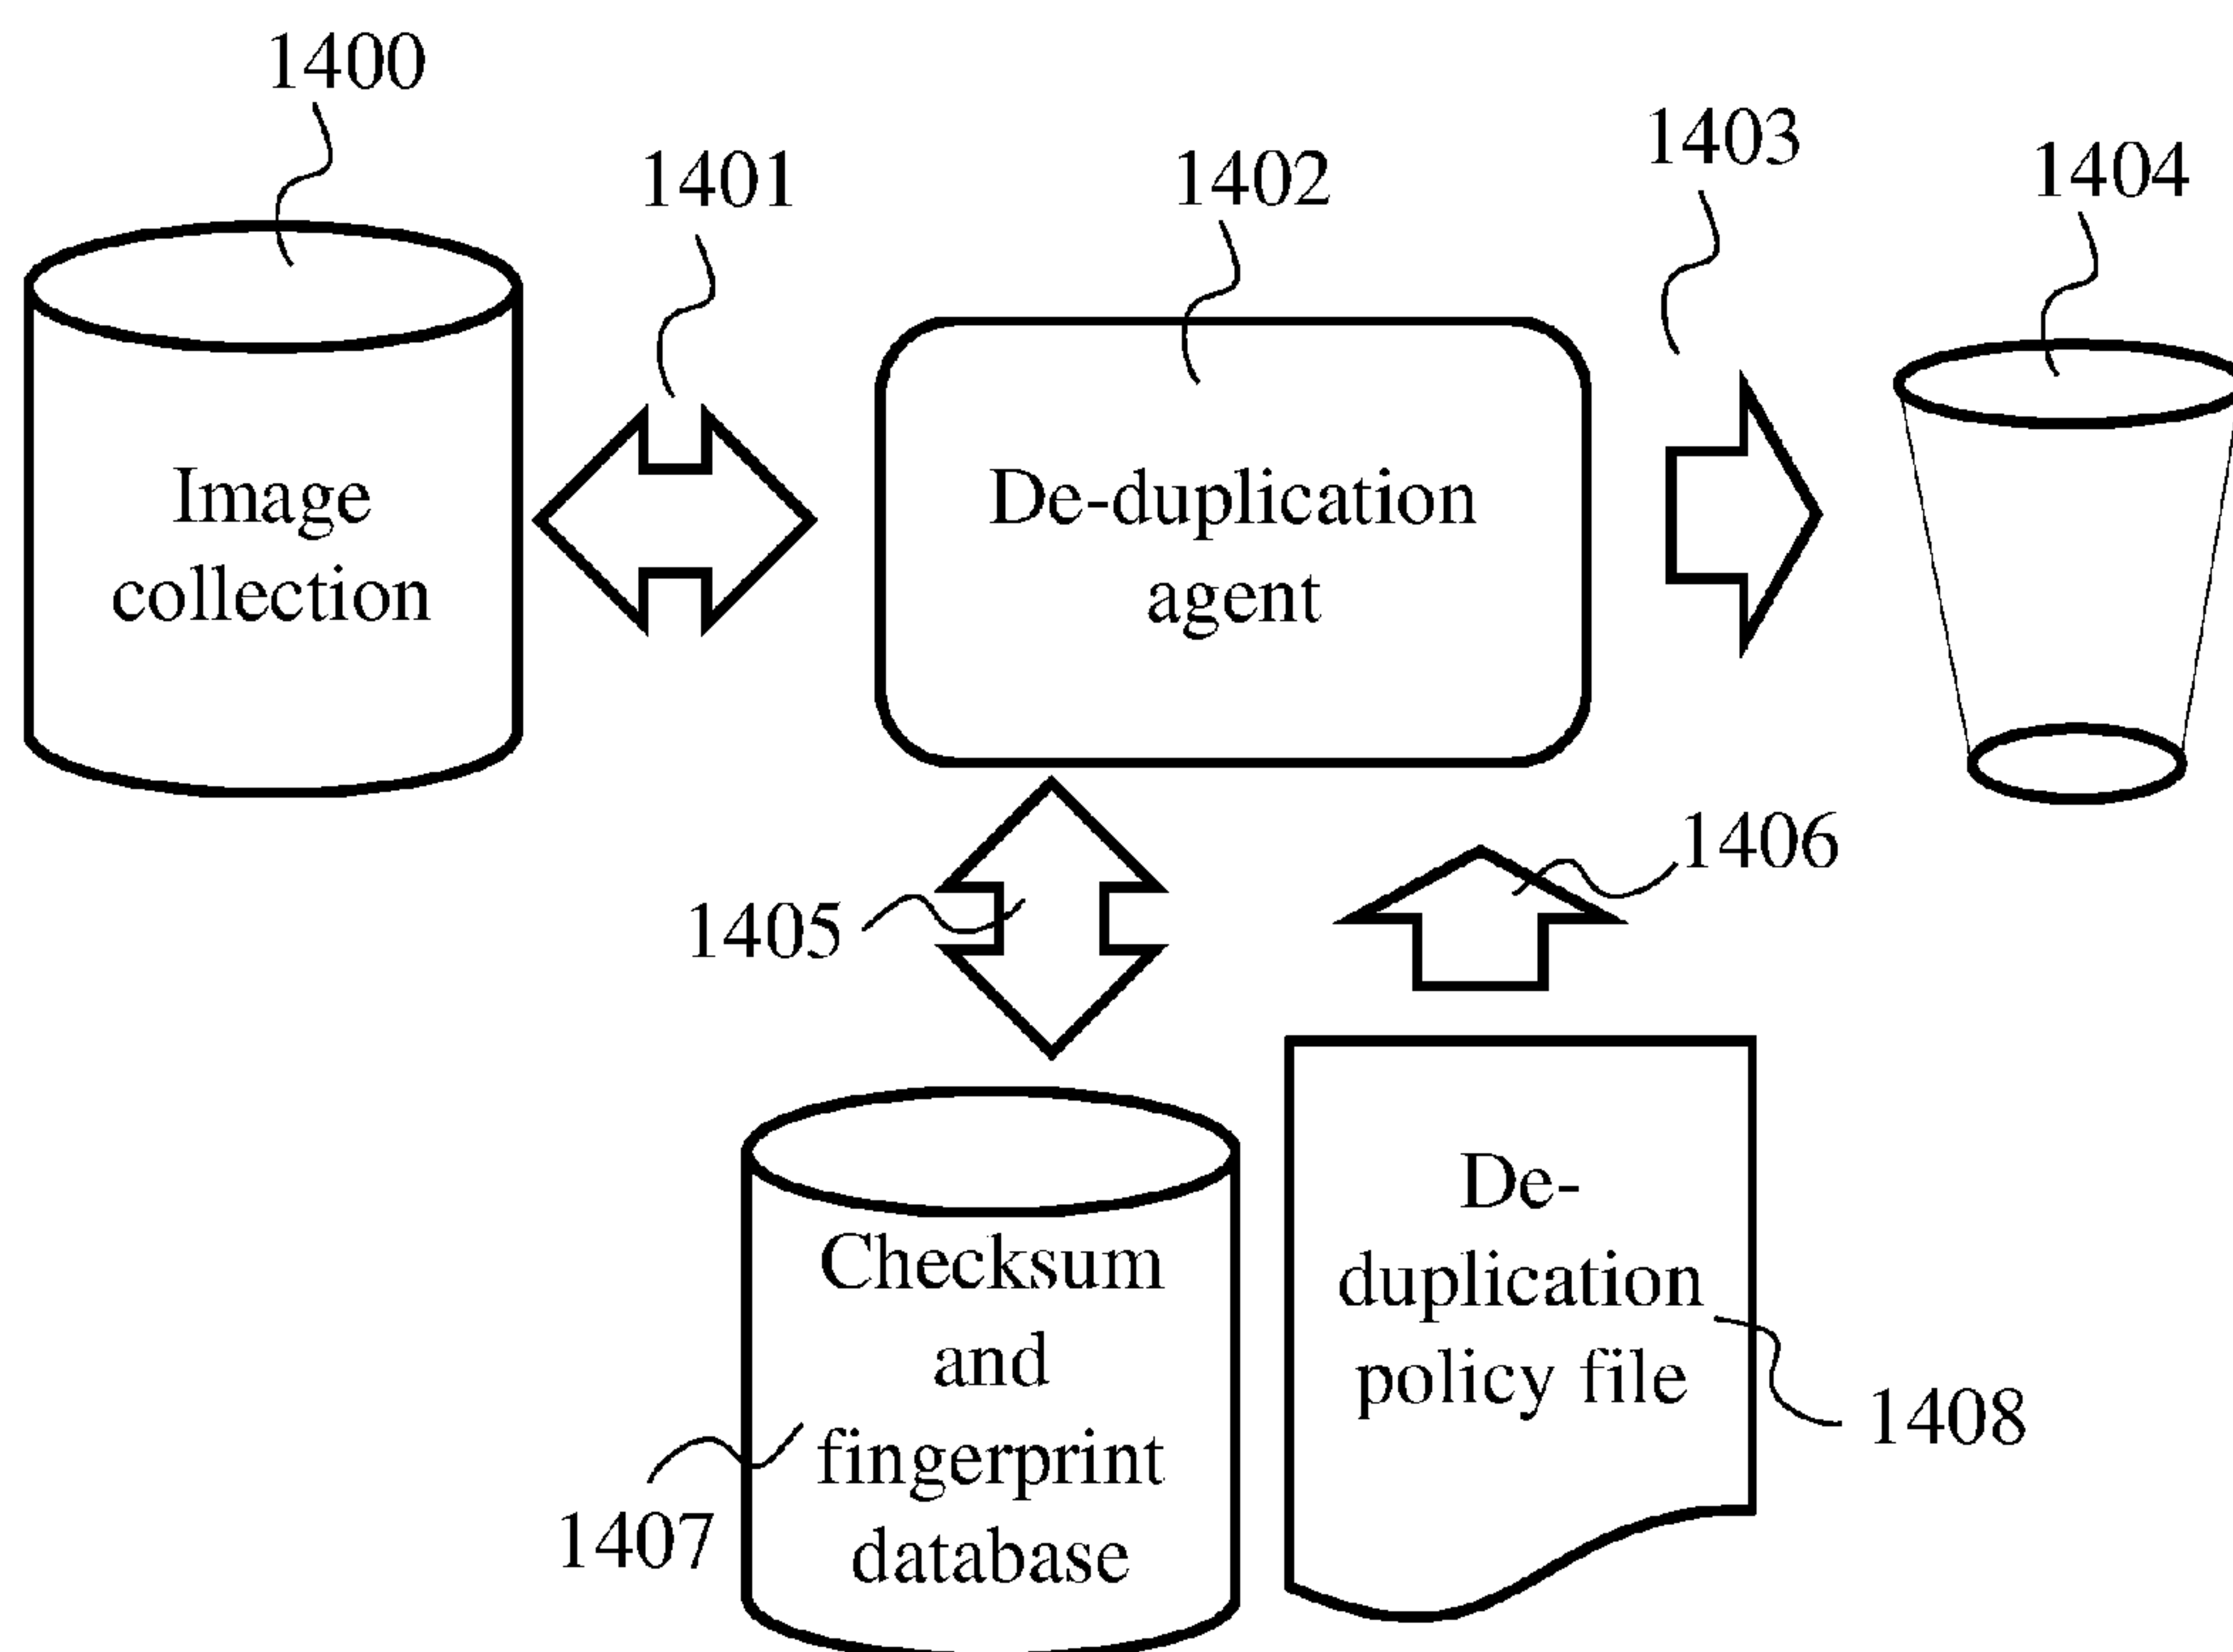 1400
1401
1402
1403
1404
Image
collection
De-duplication
agent
1405
1406
Checksum
and
fingerprint
database
De-
duplication
policy file
1407
1408